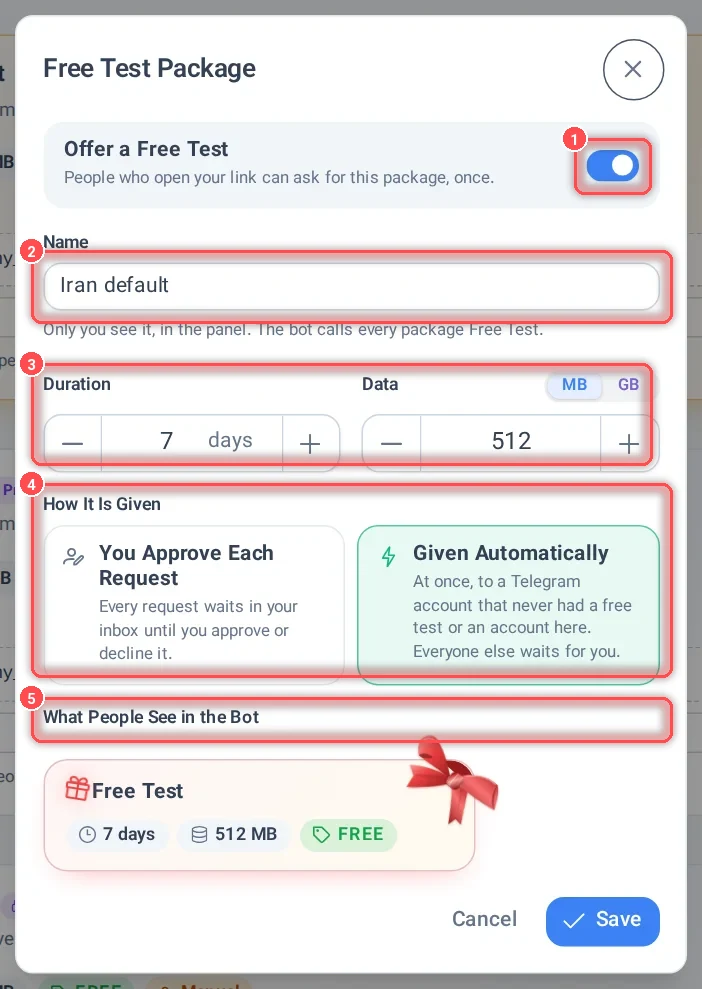 Free Test Package
Offer a Free Test
People who open your link can ask for this package, once.
1
2
Name
Iran default
Only you see it, in the panel. The bot calls every package Free Test.
3
Duration
Data
MB
GB
7 days
512
4
How It Is Given
You Approve Each
Request
Every request waits in your
inbox until you approve or
decline it.
Given Automatically
At once, to a Telegram
account that never had a free
test or an account here.
Everyone else waits for you.
5
What People See in the Bot
Free Test
7 days
512 MB
FREE
Cancel
Save
FREE
Manual